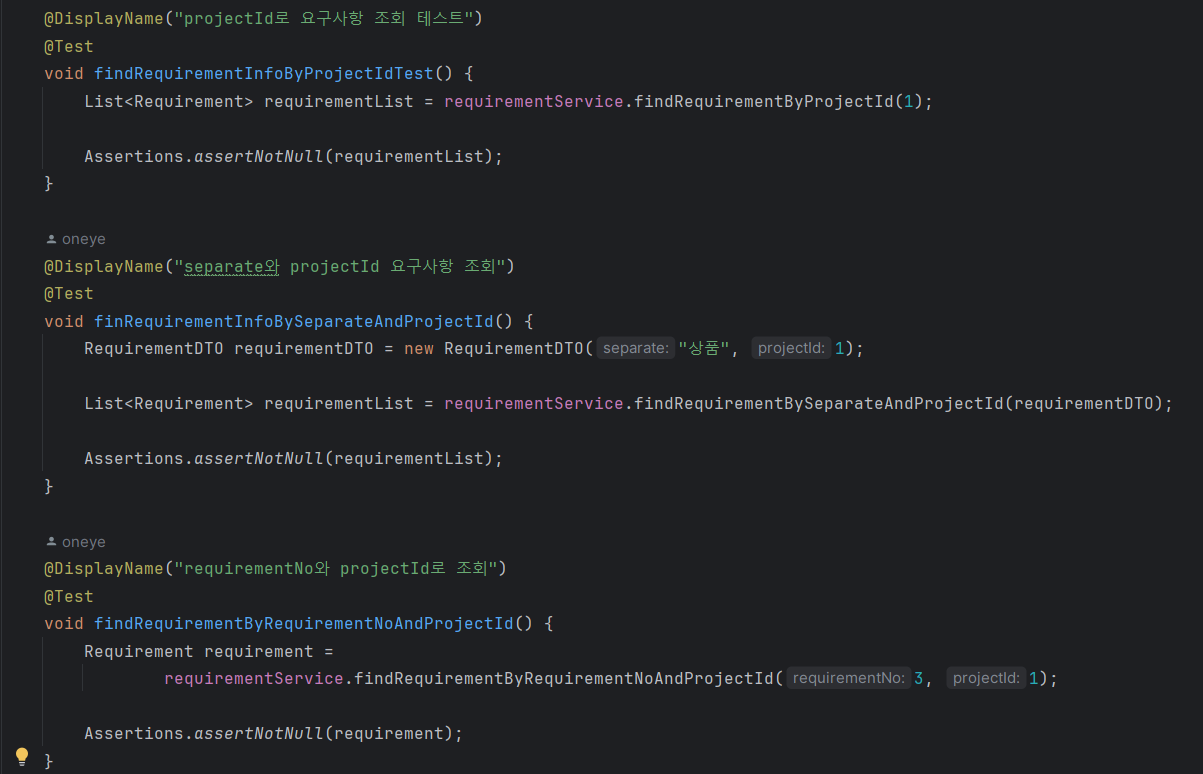 @DisplayName("projectId로 요구사항 조회 테스트")
@Test
void findRequirementInfoByProjectIdTest() {
List<Requirement> requirementList = requirementService.findRequirementByProjectId(1);
Assertions.assertNotNull(requirementList);
}
oneye
@DisplayName("separate와 projectId 요구사항 조회")
@Test
void finRequirementInfoBySeparateAndProjectId() {
RequirementDTO requirementDTO = new RequirementDTO( separate: "상품", projectId: 1);
List<Requirement> requirementList = requirementService.findRequirementBySeparateAndProjectId(requirementDTO);
Assertions.assertNotNull(requirementList);
}
oneye
@DisplayName("requirementNo와 projectId로 조회")
@Test
void findRequirementByRequirementNoAndProjectId() {
Requirement requirement =
requirementService.findRequirementByRequirementNoAndProjectId( requirementNo: 3, projectId: 1);
Assertions.assertNotNull(requirement);
}